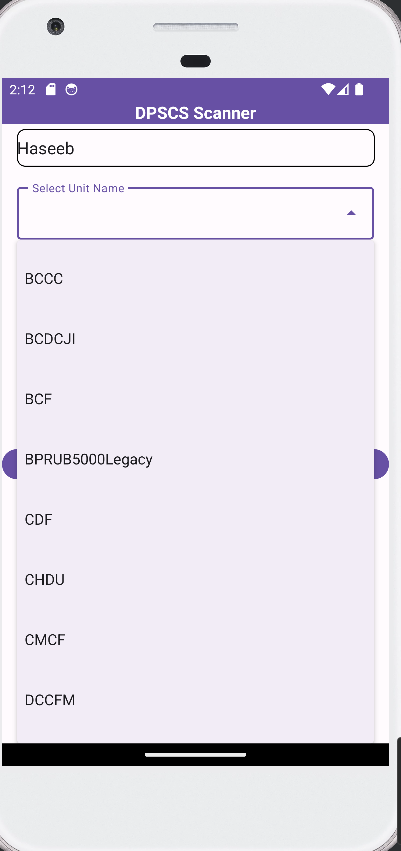 2:12
DPSCS Scanner
Haseeb
Select Unit Name
BCCC
BCDCJI
BCF
BPRUB5000Legacy
CDF
CHDU
CMCF
DCCFM